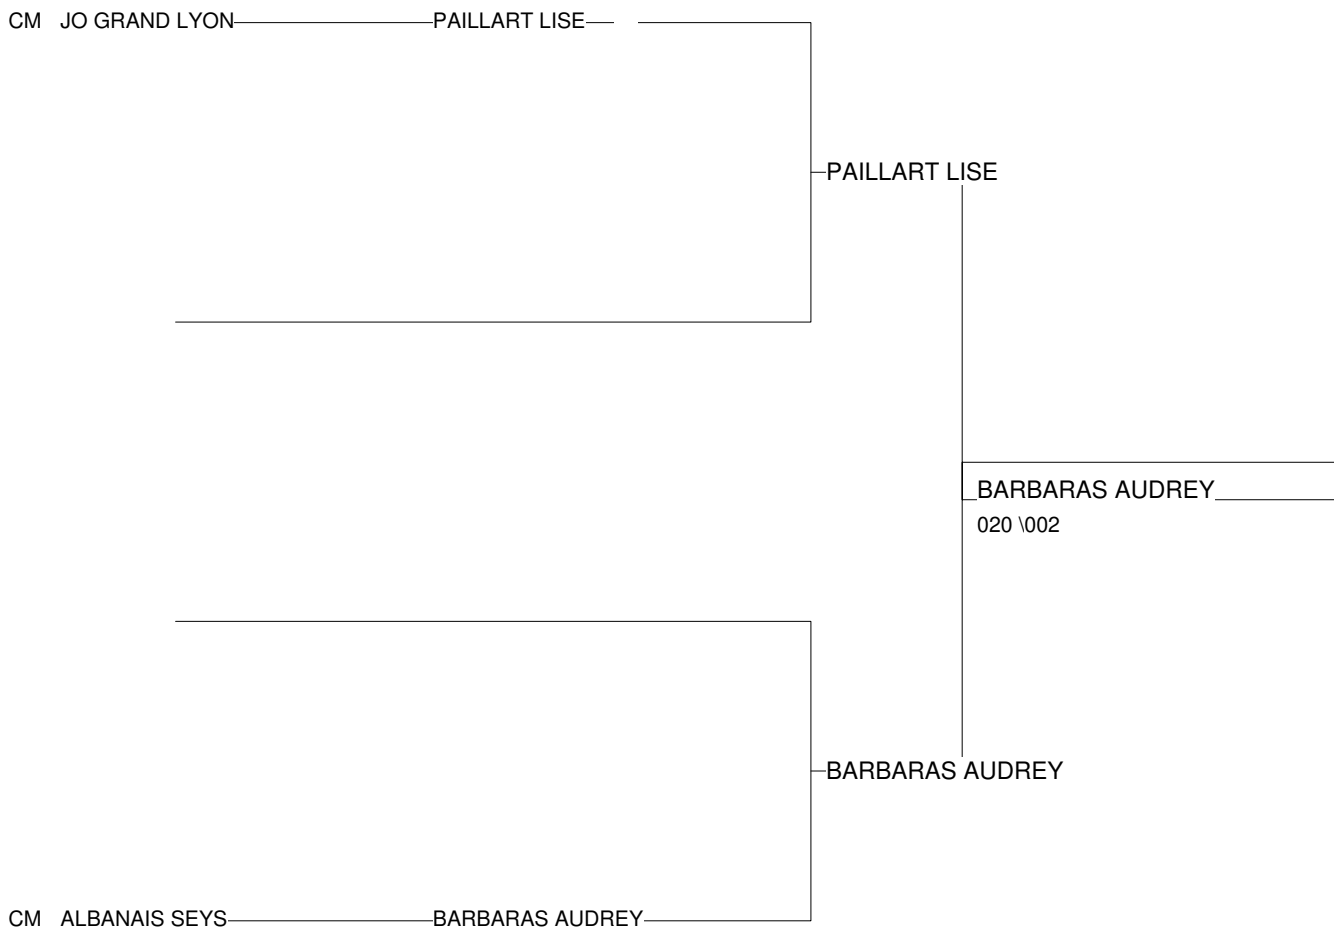 CM JO GRAND LYON PAILLART LISE
PAILLART LISE
BARBARAS AUDREY
020 \002
BARBARAS AUDREY
CM ALBANAIS SEYS BARBARAS AUDREY